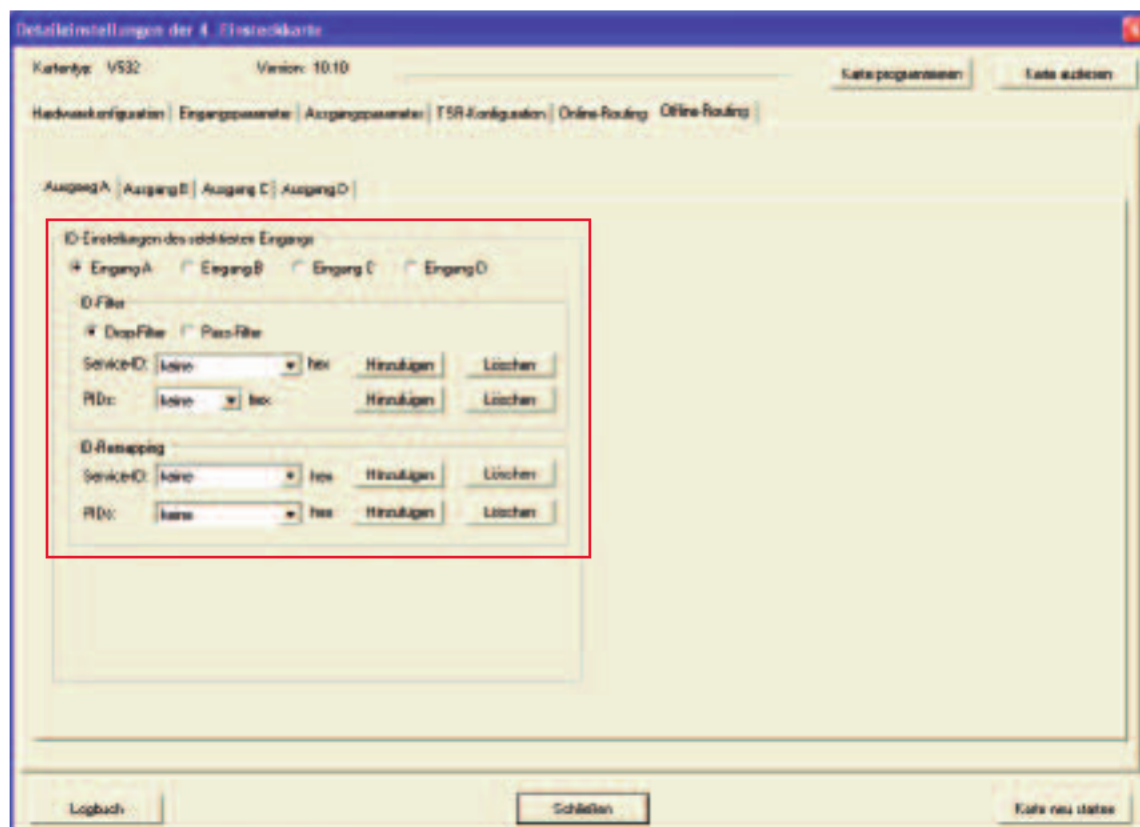 Detaileinstellungen der 4. Einsteckkarte
Kartentyp: V532 Version: 10.10 Karte programmieren Karte auslesen
Hardwarekonfiguration Eingangsparameter Ausgangsparameter TSR-Konfiguration Online-Routing Offline-Routing
Ausgang A Ausgang B Ausgang C Ausgang D
ID-Einstellungen des selektierten Eingangs
Eingang A Eingang B Eingang C Eingang D
ID-Filter
Drop-Filter Pass-Filter
Service-ID: keine hex Hinzufügen Löschen
PIDs: keine hex Hinzufügen Löschen
ID-Remapping
Service-ID: keine hex Hinzufügen Löschen
PIDs: keine hex Hinzufügen Löschen
Logbuch Schließen Karte neu starten